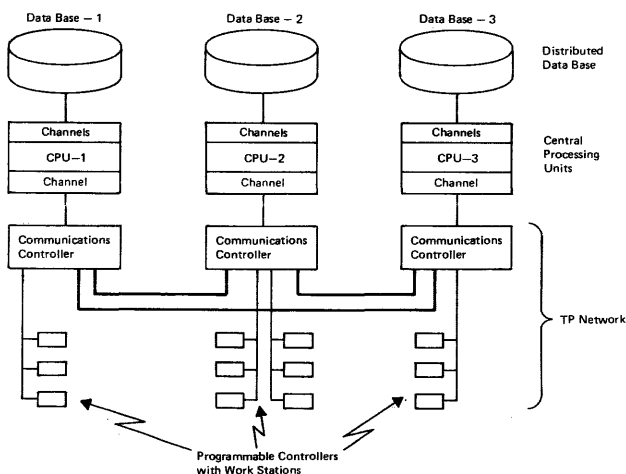 Data Base – 1
Data Base – 2
Data Base – 3
Distributed
Data Base
Channels
Channels
Channels
CPU–1
CPU–2
CPU–3
Central
Processing
Units
Channel
Channel
Channel
Communications
Controller
Communications
Controller
Communications
Controller
TP Network
Programmable Controllers
with Work Stations